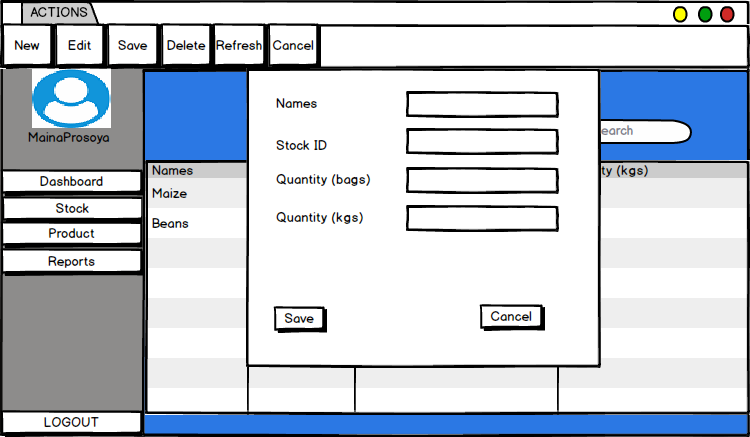 ACTIONS
New Edit Save Delete Refresh Cancel
MainaProsoya
Dashboard
Stock
Product
Reports
LOGOUT
Names
Stock ID
Quantity (bags)
Quantity (kgs)
Save Cancel
earch
Names ty (kgs)
Maize
Beans